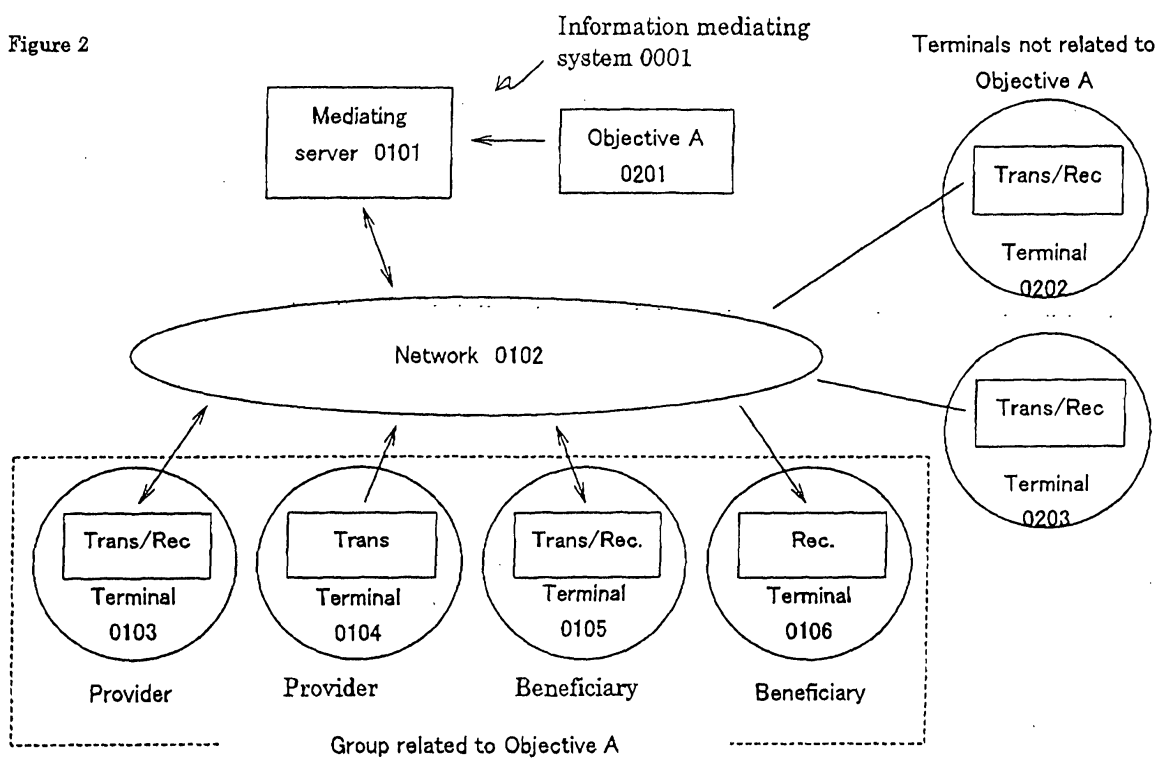 Figure 2
Information mediating
system 0001
Terminals not related to
Objective A
Mediating
server 0101
Objective A
0201
Trans/Rec
Terminal
0202
Network 0102
Trans/Rec
Terminal
0203
Trans/Rec
Terminal
0103
Provider
Trans
Terminal
0104
Provider
Trans/Rec.
Terminal
0105
Beneficiary
Rec.
Terminal
0106
Beneficiary
Group related to Objective A